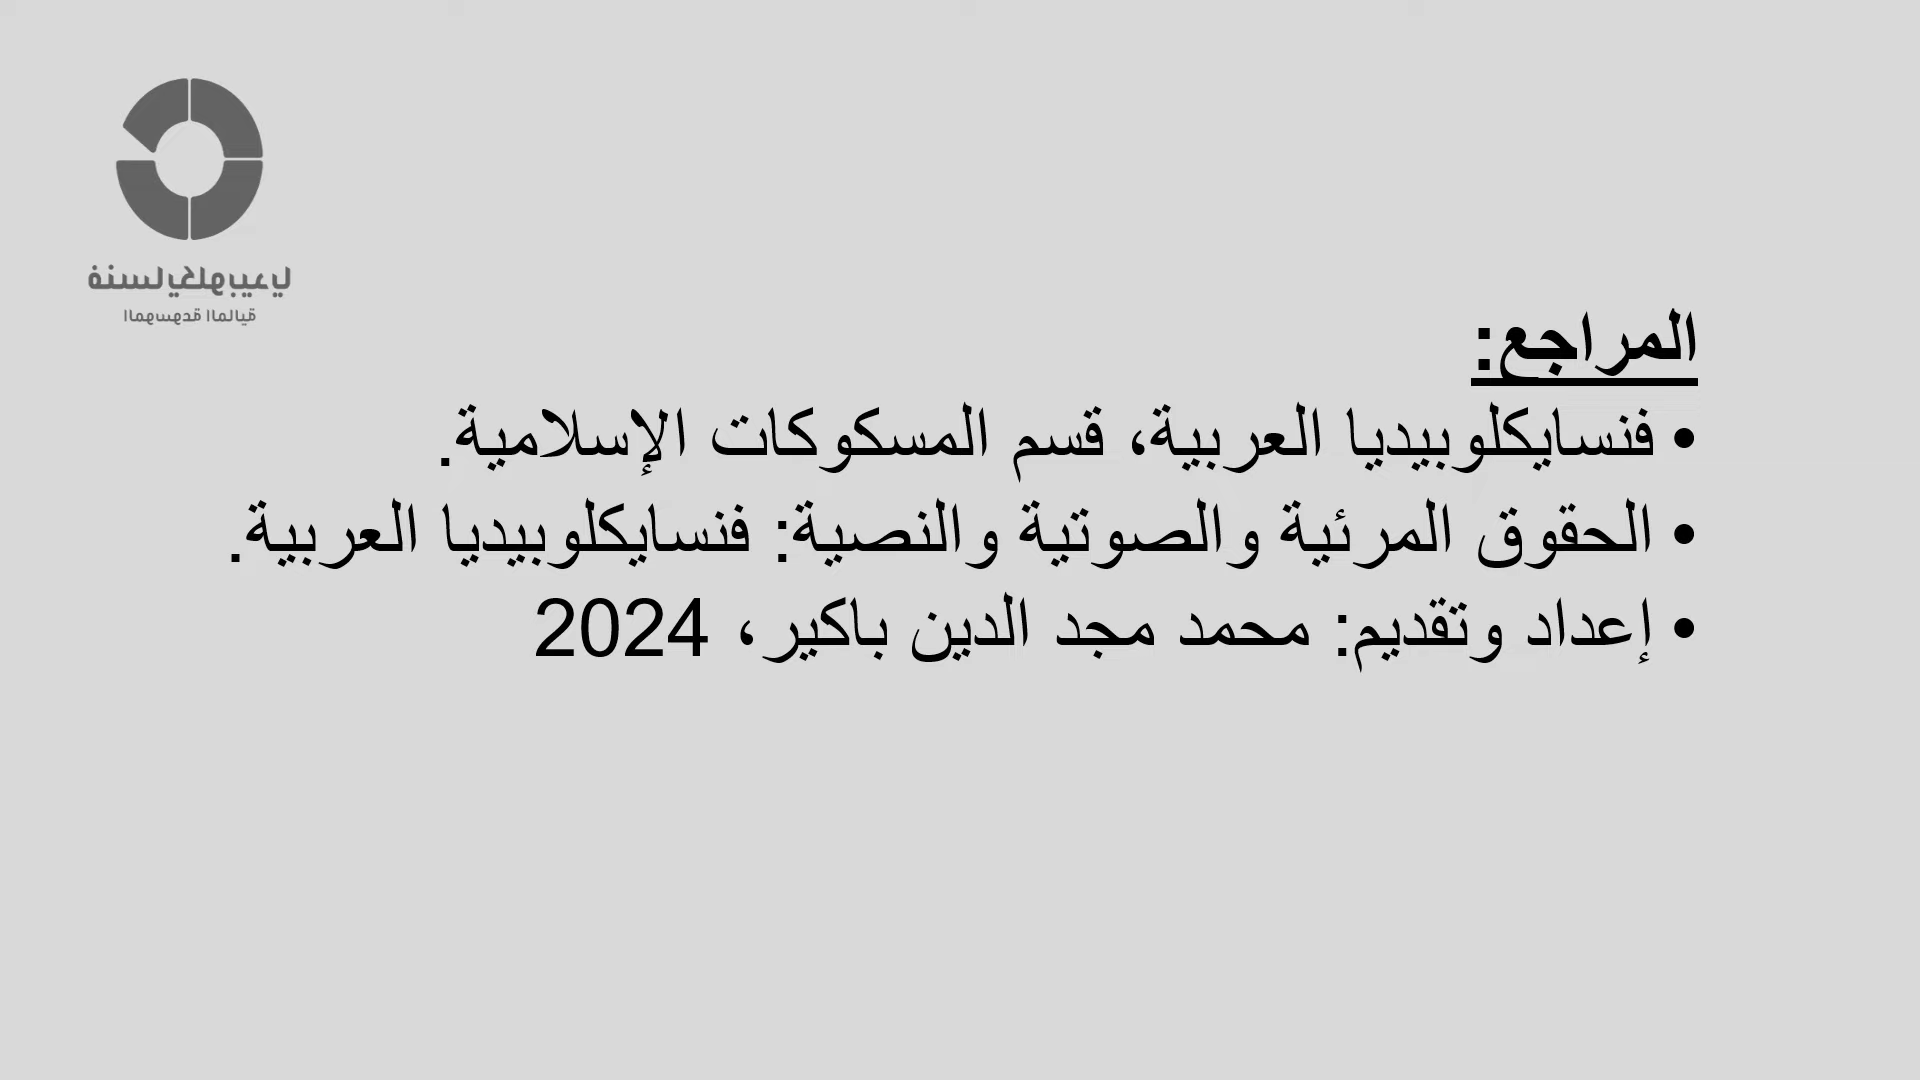 المراجع:
• فنسايكلوبيديا العربية، قسم المسكوكات الإسلامية.
• الحقوق المرئية والصوتية والنصية: فنسايكلوبيديا العربية.
• إعداد وتقديم: محمد مجد الدين باكير، 2024